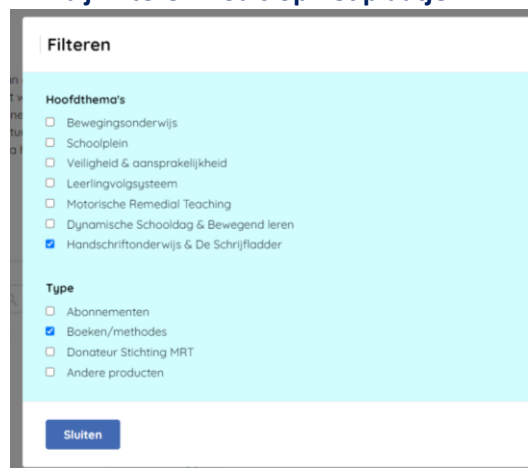 Filteren
Hoofdthema's
Bewegingsonderwijs
Schoolplein
Veiligheid & aansprakelijkheid
Leerlingvolgsysteem
Motorische Remedial Teaching
Dynamische Schooldag & Bewegend leren
Handschriftonderwijs & De Schrijfladder
Type
Abonnementen
Boeken/methodes
Donateur Stichting MRT
Andere producten
Sluiten